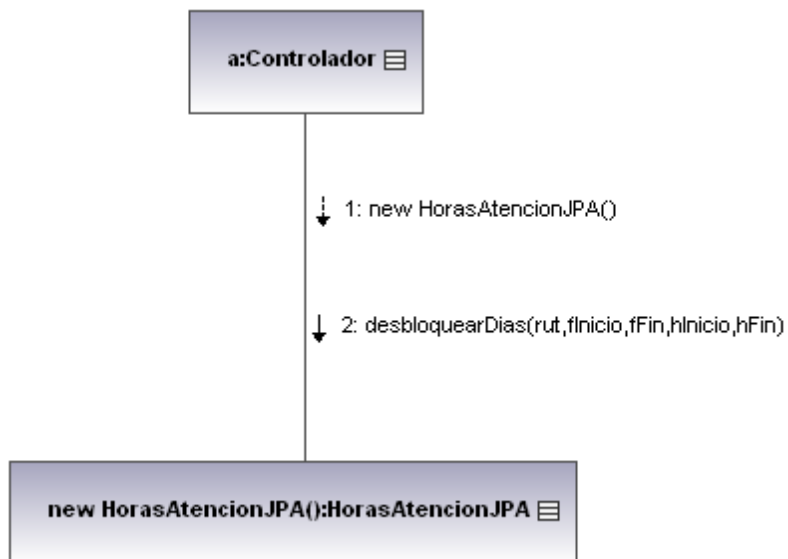 a:Controlador
1: new HorasAtencionJPA()
2: desbloquearDias(rut,fInicio,fFin,hInicio,hFin)
new HorasAtencionJPA():HorasAtencionJPA